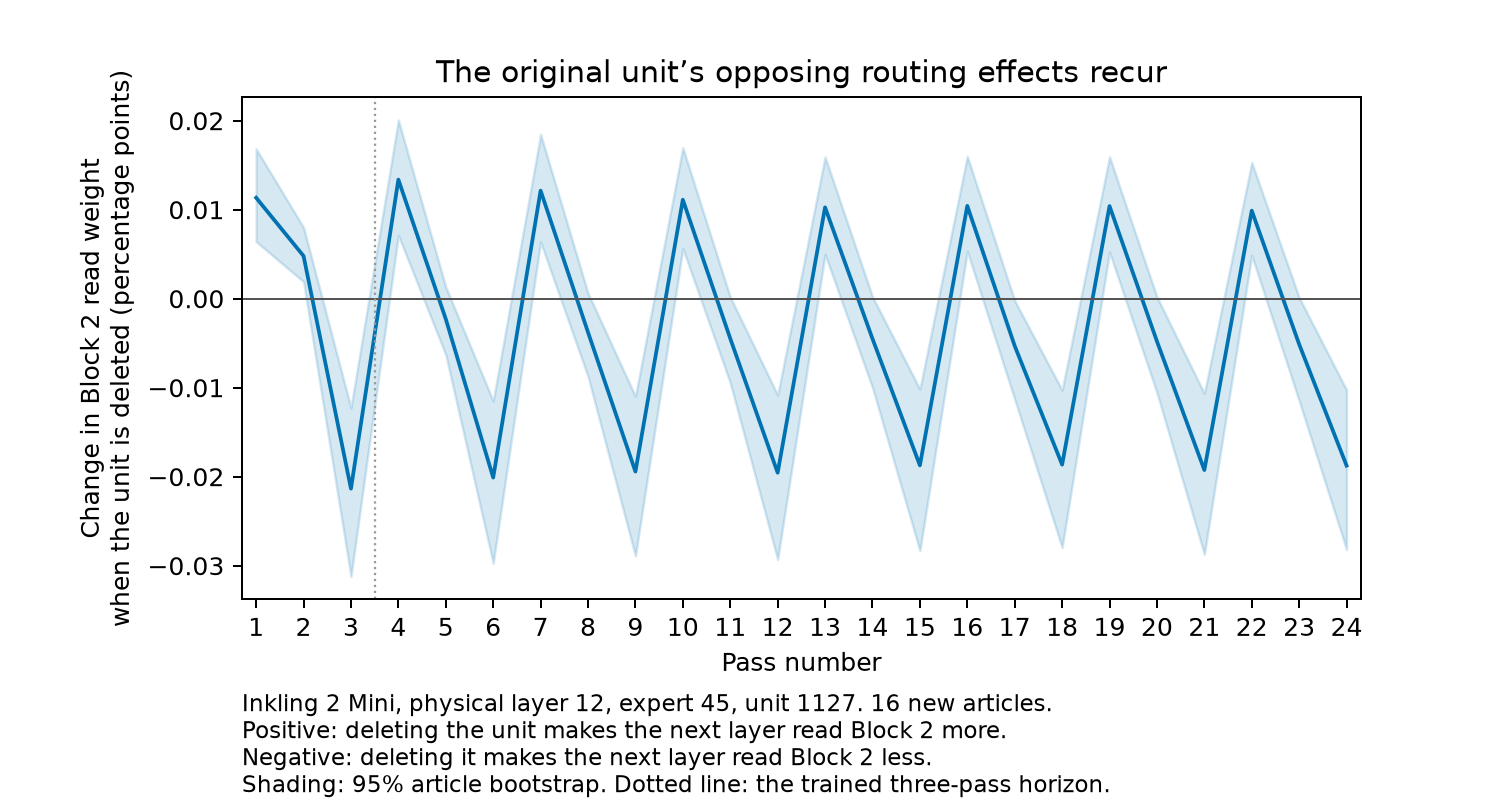 The original unit’s opposing routing effects recur
Change in Block 2 read weight
when the unit is deleted (percentage points)
0.02
0.01
0.00
−0.01
−0.02
−0.03
1 2 3 4 5 6 7 8 9 10 11 12 13 14 15 16 17 18 19 20 21 22 23 24
Pass number
Inkling 2 Mini, physical layer 12, expert 45, unit 1127. 16 new articles.
Positive: deleting the unit makes the next layer read Block 2 more.
Negative: deleting it makes the next layer read Block 2 less.
Shading: 95% article bootstrap. Dotted line: the trained three-pass horizon.